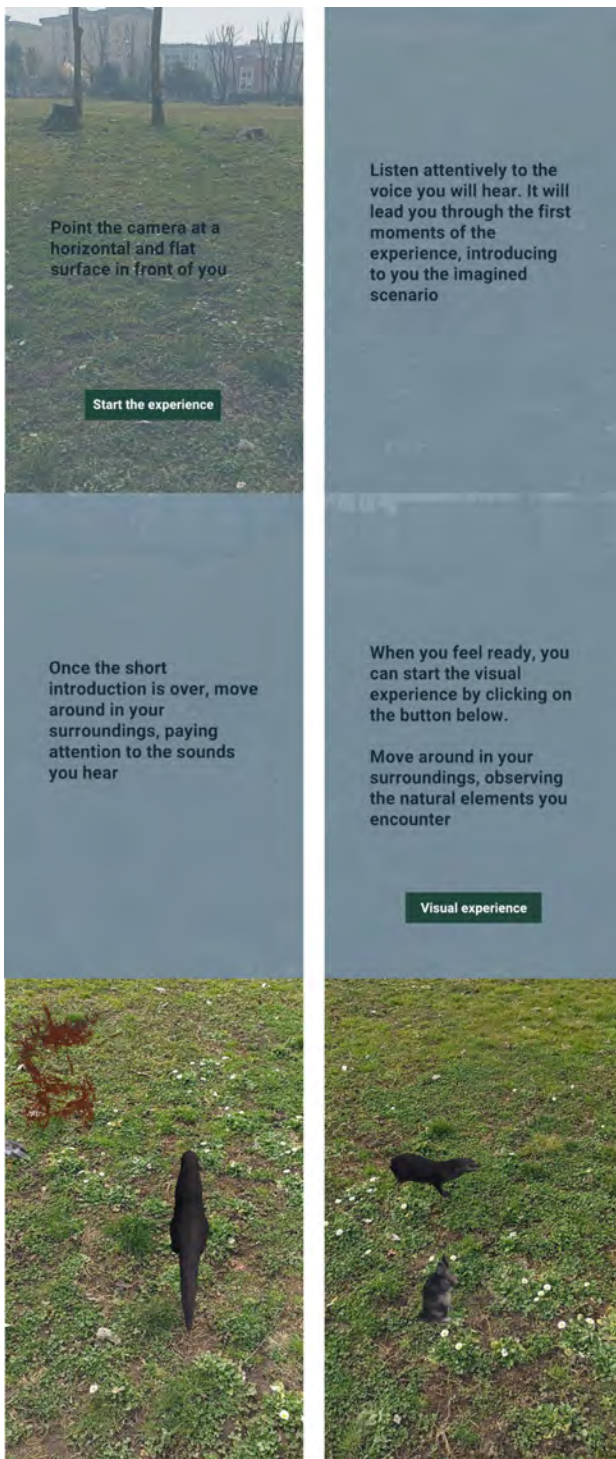 Point the camera at a
horizontal and flat
surface in front of you
Start the experience
Listen attentively to the
voice you will hear. It will
lead you through the first
moments of the
experience, introducing
to you the imagined
scenario
Once the short
introduction is over, move
around in your
surroundings, paying
attention to the sounds
you hear
When you feel ready, you
can start the visual
experience by clicking on
the button below.
Move around in your
surroundings, observing
the natural elements you
encounter
Visual experience